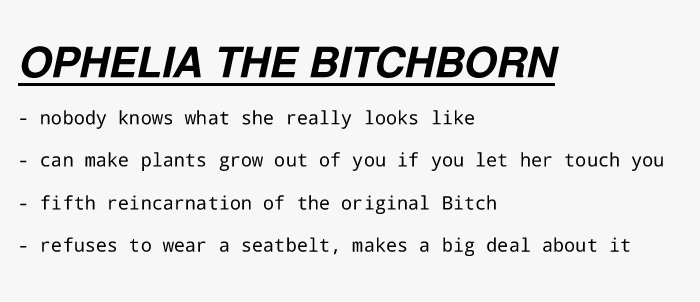 OPHELIA THE BITCHBORN
- nobody knows what she really looks like
- can make plants grow out of you if you let her touch you
- fifth reincarnation of the original Bitch
- refuses to wear a seatbelt, makes a big deal about it